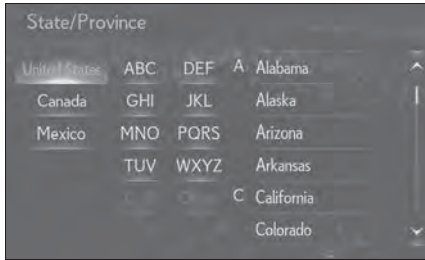 State/Province
United States ABC DEF A Alabama
Canada GHI JKL Alaska
Mexico MNO PQRS Arizona
TUV WXYZ Arkansas
C California
Colorado